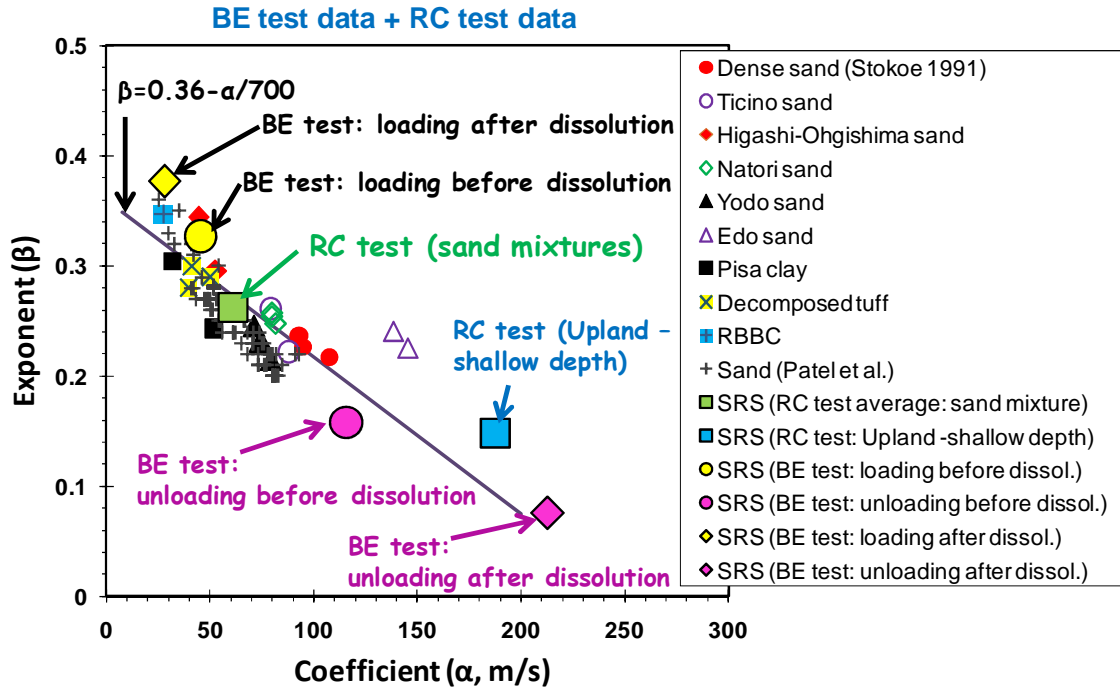 BE test data + RC test data
0.5
0.4
0.3
0.2
0.1
0
Exponent (β)
0
50
100
150
200
250
300
Coefficient (α, m/s)
β=0.36-α/700
BE test: loading after dissolution
BE test: loading before dissolution
RC test (sand mixtures)
RC test (Upland –
shallow depth)
BE test:
unloading before dissolution
BE test:
unloading after dissolution
Dense sand (Stokoe 1991)
Ticino sand
Higashi-Ohgishima sand
Natori sand
Yodo sand
Edo sand
Pisa clay
Decomposed tuff
RBBC
Sand (Patel et al.)
SRS (RC test average: sand mixture)
SRS (RC test: Upland -shallow depth)
SRS (BE test: loading before dissol.)
SRS (BE test: unloading before dissol.)
SRS (BE test: loading after dissol.)
SRS (BE test: unloading after dissol.)